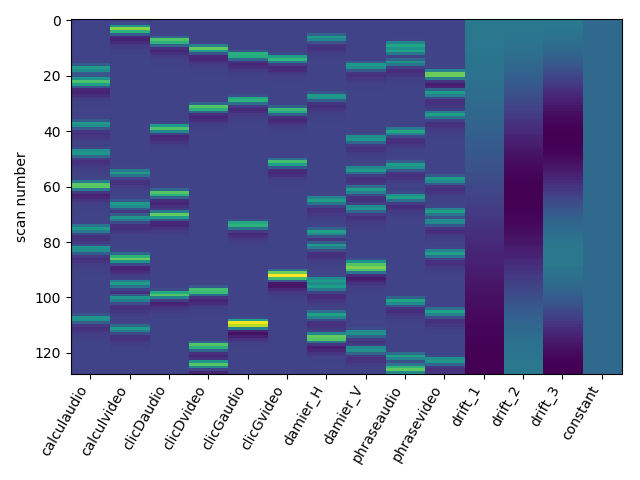 0
20
40
60
80
100
120
scan number
calculaudio
calculvideo
clicDaudio
clicDvideo
clicGaudio
clicGvideo
damier_H
damier_V
phraseaudio
phrasevideo
drift_1
drift_2
drift_3
constant